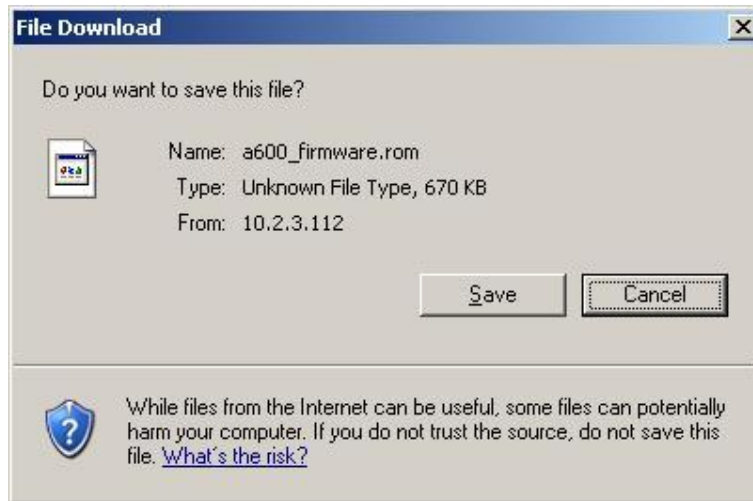 File Download
Do you want to save this file?
Name: a600_firmware.rom
Type: Unknown File Type, 670 KB
From: 10.2.3.112
Save Cancel
While files from the Internet can be useful, some files can potentially
harm your computer. If you do not trust the source, do not save this
file. What's the risk?